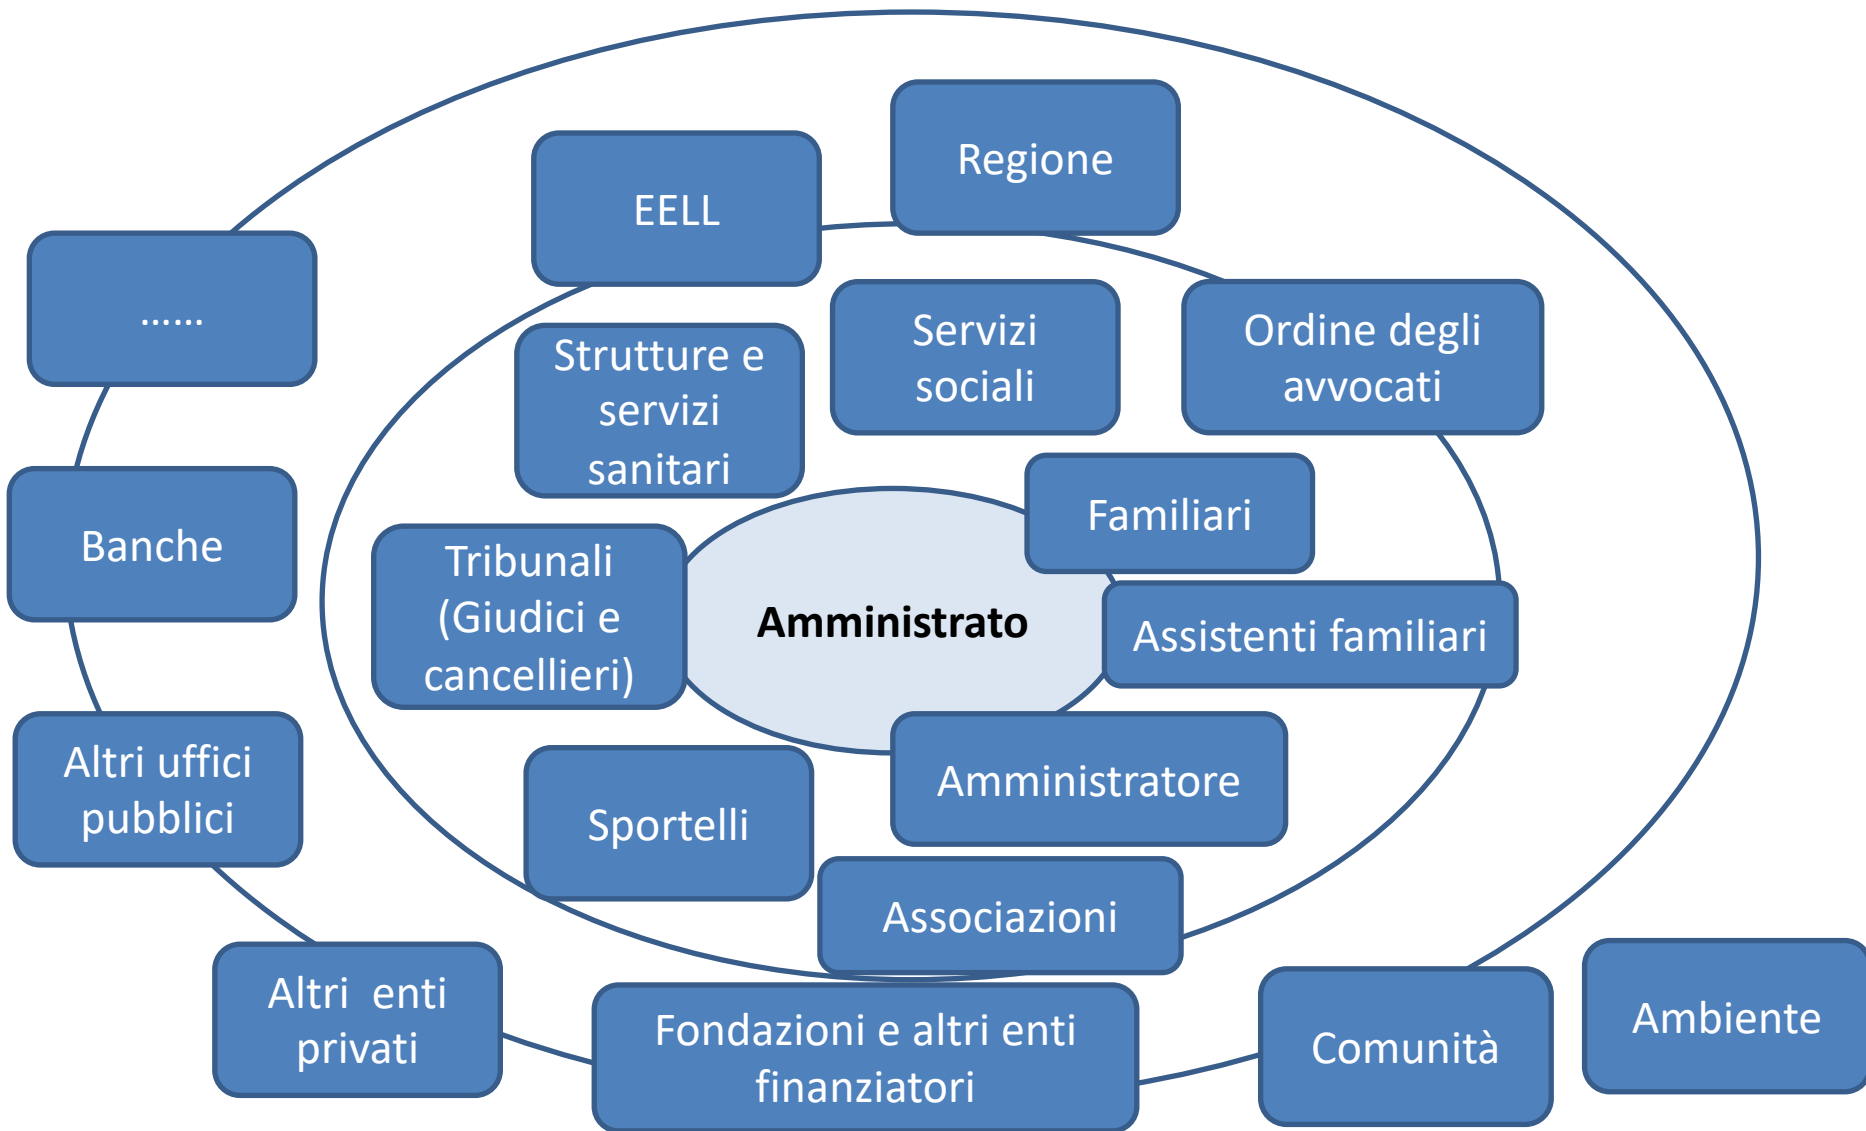 Regione
EELL
……
Servizi
sociali
Ordine degli
avvocati
Strutture e
servizi
sanitari
Familiari
Banche
Tribunali
(Giudici e
cancellieri)
Amministrato
Assistenti familiari
Altri uffici
pubblici
Amministratore
Sportelli
Associazioni
Altri  enti
privati
Fondazioni e altri enti
finanziatori
Comunità
Ambiente